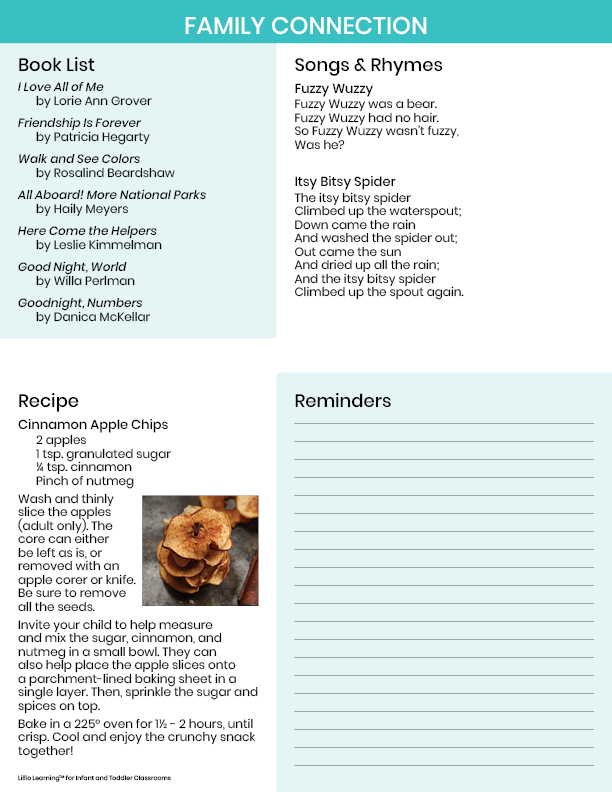 FAMILY CONNECTION
Book List
I Love All of Me
by Lorie Ann Grover
Friendship Is Forever
by Patricia Hegarty
Walk and See Colors
by Rosalind Beardshaw
All Aboard! More National Parks
by Haily Meyers
Here Come the Helpers
by Leslie Kimmelman
Good Night, World
by Willa Perlman
Goodnight, Numbers
by Danica McKellar
Songs & Rhymes
Fuzzy Wuzzy
Fuzzy Wuzzy was a bear.
Fuzzy Wuzzy had no hair.
So Fuzzy Wuzzy wasn't fuzzy,
Was he?
Itsy Bitsy Spider
The itsy bitsy spider
Climbed up the waterspout;
Down came the rain
And washed the spider out;
Out came the sun
And dried up all the rain;
And the itsy bitsy spider
Climbed up the spout again.
Recipe
Cinnamon Apple Chips
2 apples
1 tsp. granulated sugar
¼ tsp. cinnamon
Pinch of nutmeg
Wash and thinly
slice the apples
(adult only). The
core can either
be left as is, or
removed with an
apple corer or knife.
Be sure to remove
all the seeds.
Invite your child to help measure
and mix the sugar, cinnamon, and
nutmeg in a small bowl. They can
also help place the apple slices onto
a parchment-lined baking sheet in a
single layer. Then, sprinkle the sugar and
spices on top.
Bake in a 225° oven for 1½ - 2 hours, until
crisp. Cool and enjoy the crunchy snack
together!
Lillio Learning™ for Infant and Toddler Classrooms
Reminders